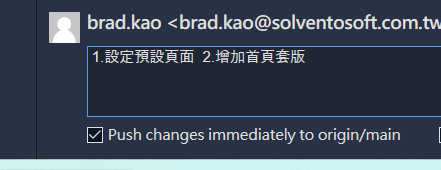 brad.kao <brad.kao@solventosoft.com.tw
1.設定預設頁面 2.增加首頁套版
Push changes immediately to origin/main